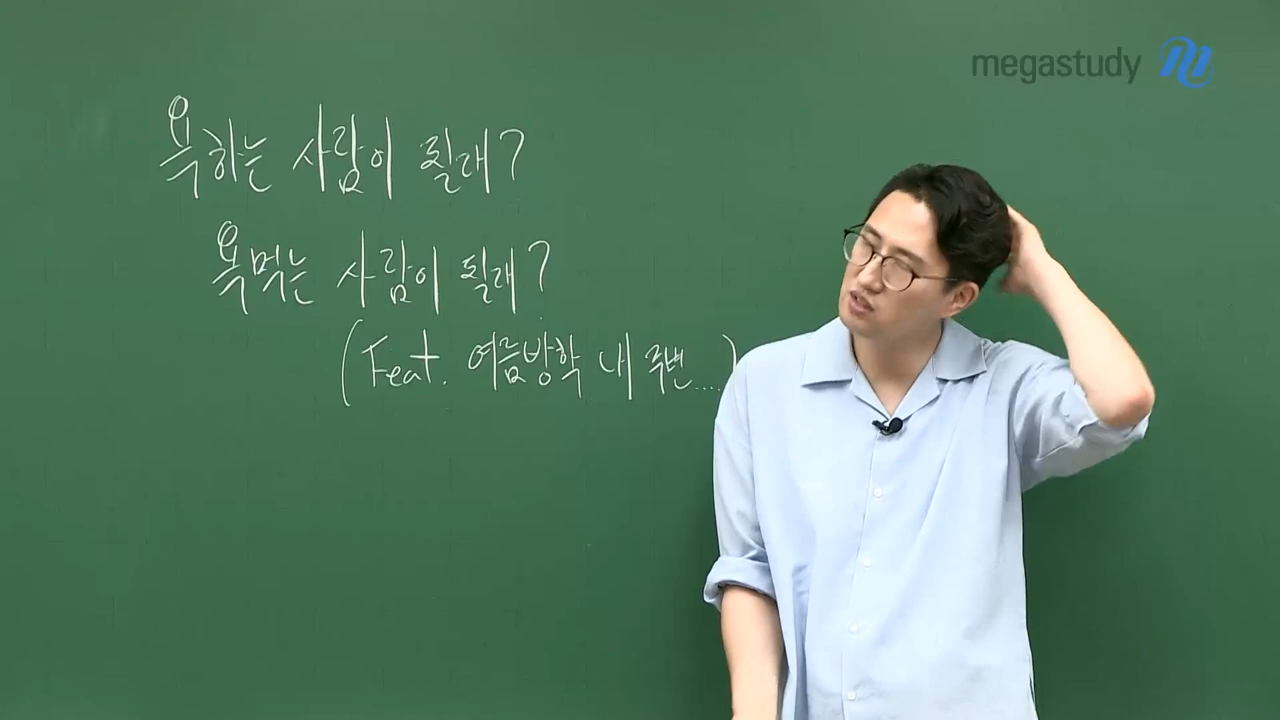 megastudy
욕하는 사람이 될래?
욕먹는 사람이 될래?
(Feat. 여름방학 내 주변....)